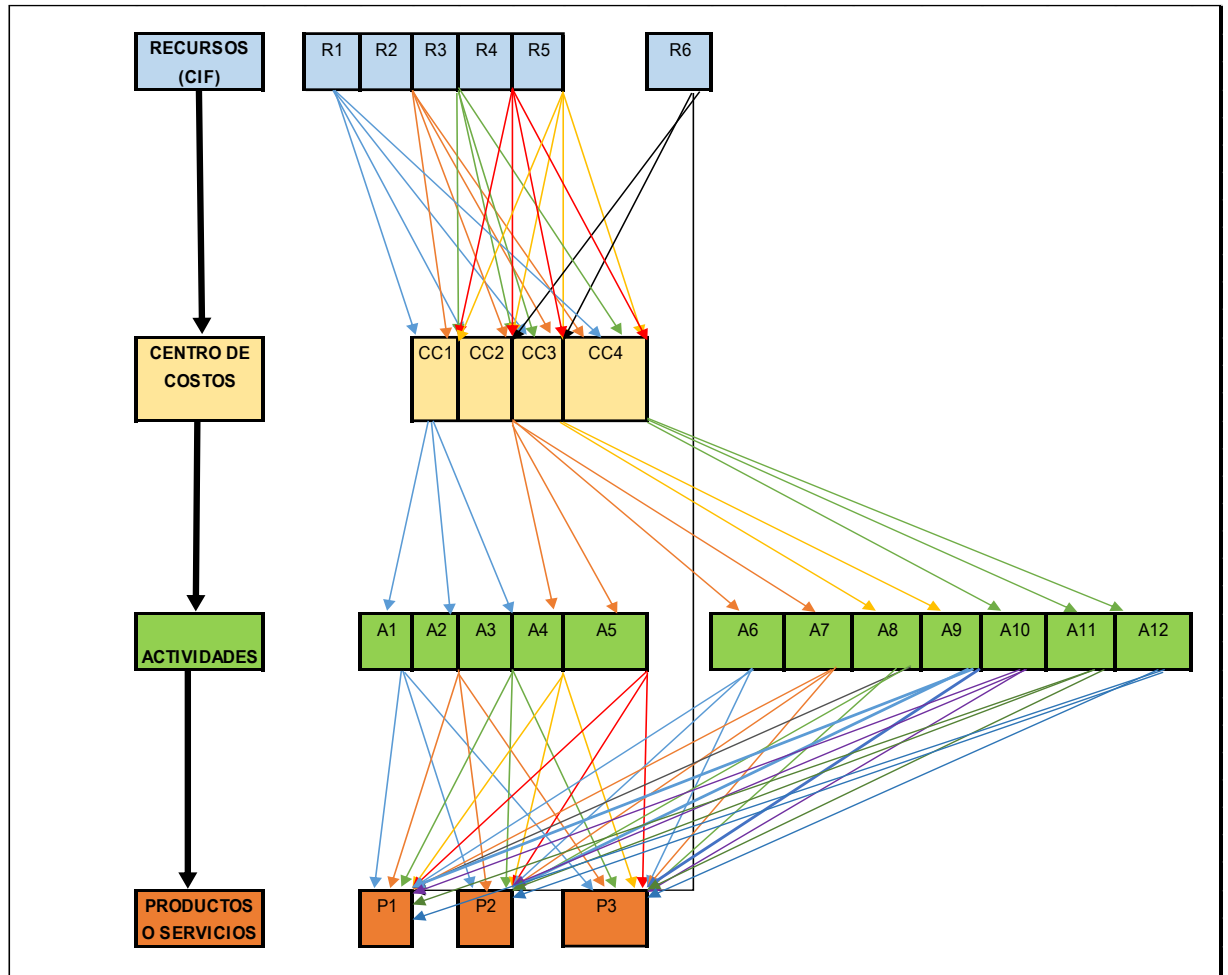 RECURSOS
(CIF)
R1 R2 R3 R4 R5 R6
CENTRO DE
COSTOS
CC1 CC2 CC3 CC4
ACTIVIDADES
A1 A2 A3 A4 A5 A6 A7 A8 A9 A10 A11 A12
PRODUCTOS
O SERVICIOS
P1 P2 P3